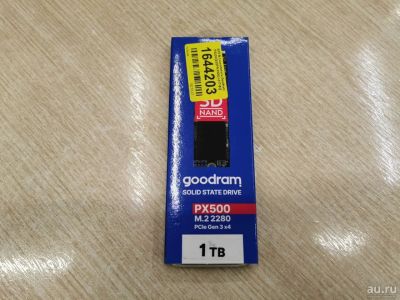 1644203
3D
NAND
goodram
SOLID STATE DRIVE
PX500
M.2 2280
PCIe Gen 3 x4
1 TB
au.ru